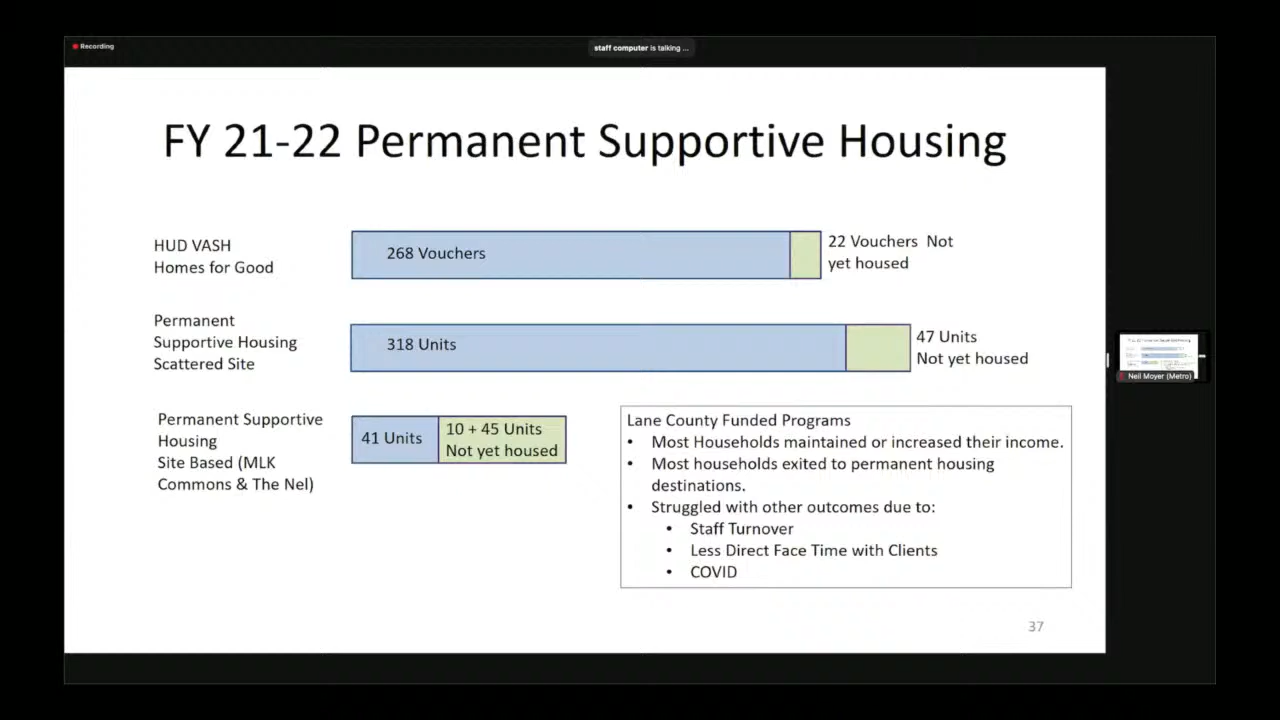 Recording
staff computer is talking ...
FY 21-22 Permanent Supportive Housing
HUD VASH
Homes for Good
268 Vouchers
22 Vouchers Not
yet housed
Permanent
Supportive Housing
Scattered Site
318 Units
47 Units
Not yet housed
Permanent Supportive
Housing
Site Based (MLK
Commons & The Nel)
41 Units
10 + 45 Units
Not yet housed
Lane County Funded Programs
• Most Households maintained or increased their income.
• Most households exited to permanent housing
destinations.
• Struggled with other outcomes due to:
• Staff Turnover
• Less Direct Face Time with Clients
• COVID
37
Neil Moyer (Metro)